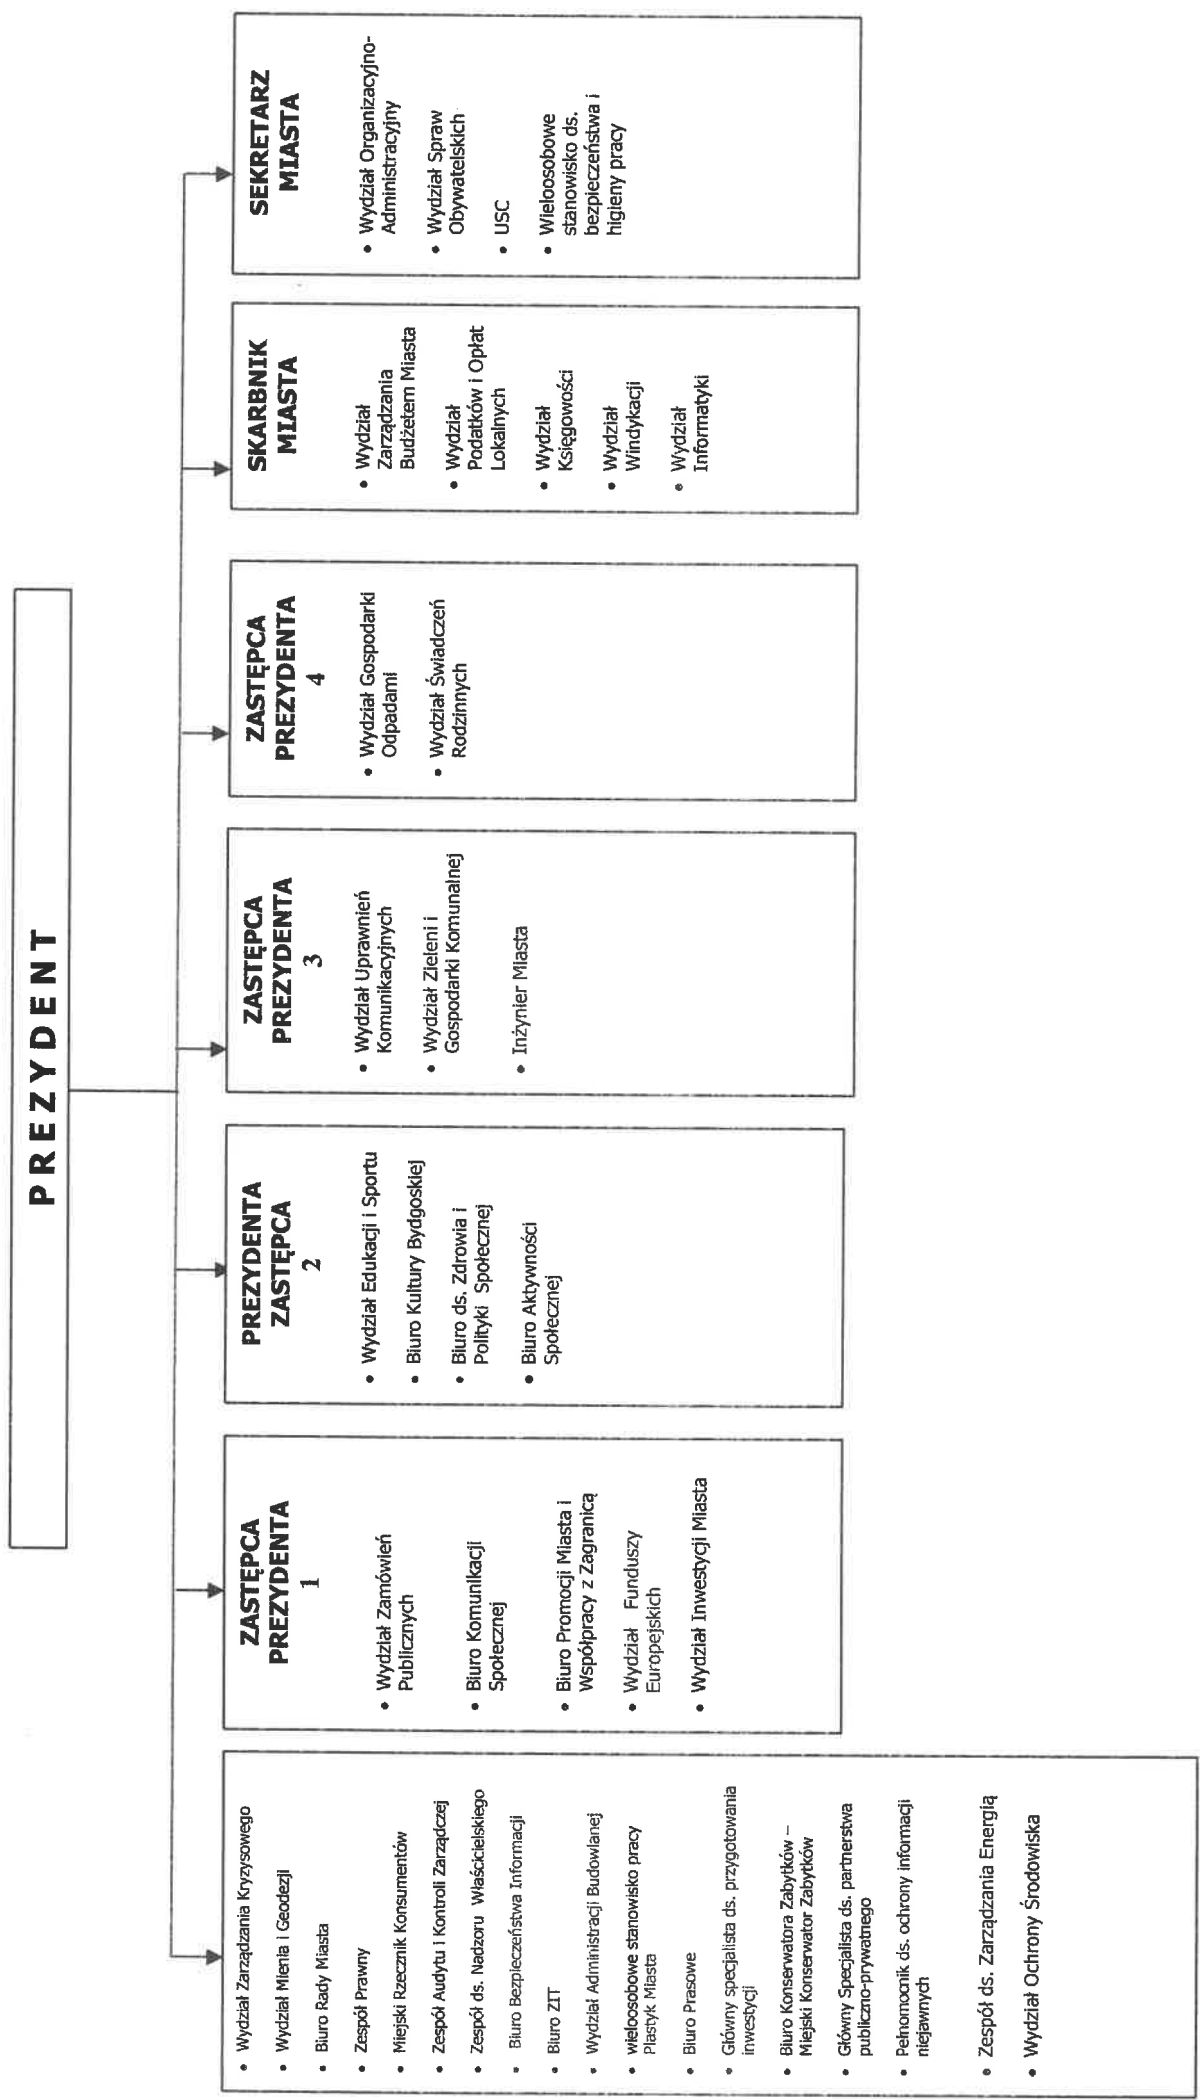 PREZYDENT
• Wydział Zarządzania Kryzysowego
• Wydział Mienia i Geodezji
• Biuro Rady Miasta
• Zespół Prawny
• Miejski Rzecznik Konsumentów
• Zespół Audytu i Kontroli Zarządczej
• Zespół ds. Nadzoru Właścicielskiego
• Biuro Bezpieczeństwa Informacji
• Biuro ZIT
• Wydział Administracji Budowlanej
• wieloosobowe stanowisko pracy
Plastyk Miasta
• Biuro Prasowe
• Główny specjalista ds. przygotowania
inwestycji
• Biuro Konserwatora Zabytków –
Miejski Konserwator Zabytków
• Główny Specjalista ds. partnerstwa
publiczno-prywatnego
• Pełnomocnik ds. ochrony informacji
niejawnych
• Zespół ds. Zarządzania Energią
• Wydział Ochrony Środowiska
ZASTĘPCA
PREZYDENTA
1
• Wydział Zamówień
Publicznych
• Biuro Komunikacji
Społecznej
• Biuro Promocji Miasta i
Współpracy z Zagranicą
• Wydział Funduszy
Europejskich
• Wydział Inwestycji Miasta
PREZYDENTA
ZASTĘPCA
2
• Wydział Edukacji i Sportu
• Biuro Kultury Bydgoskiej
• Biuro ds. Zdrowia i
Polityki Społecznej
• Biuro Aktywności
Społecznej
ZASTĘPCA
PREZYDENTA
3
• Wydział Uprawnień
Komunikacyjnych
• Wydział Zieleni i
Gospodarki Komunalnej
• Inżynier Miasta
ZASTĘPCA
PREZYDENTA
4
• Wydział Gospodarki
Odpadami
• Wydział Świadczeń
Rodzinnych
SKARBNIK
MIASTA
• Wydział
Zarządzania
Budżetem Miasta
• Wydział
Podatków i Opłat
Lokalnych
• Wydział
Księgowości
• Wydział
Windykacji
• Wydział
Informatyki
SEKRETARZ
MIASTA
• Wydział Organizacyjno-
Administracyjny
• Wydział Spraw
Obywatelskich
• USC
• Wieloosobowe
stanowisko ds.
bezpieczeństwa i
higieny pracy